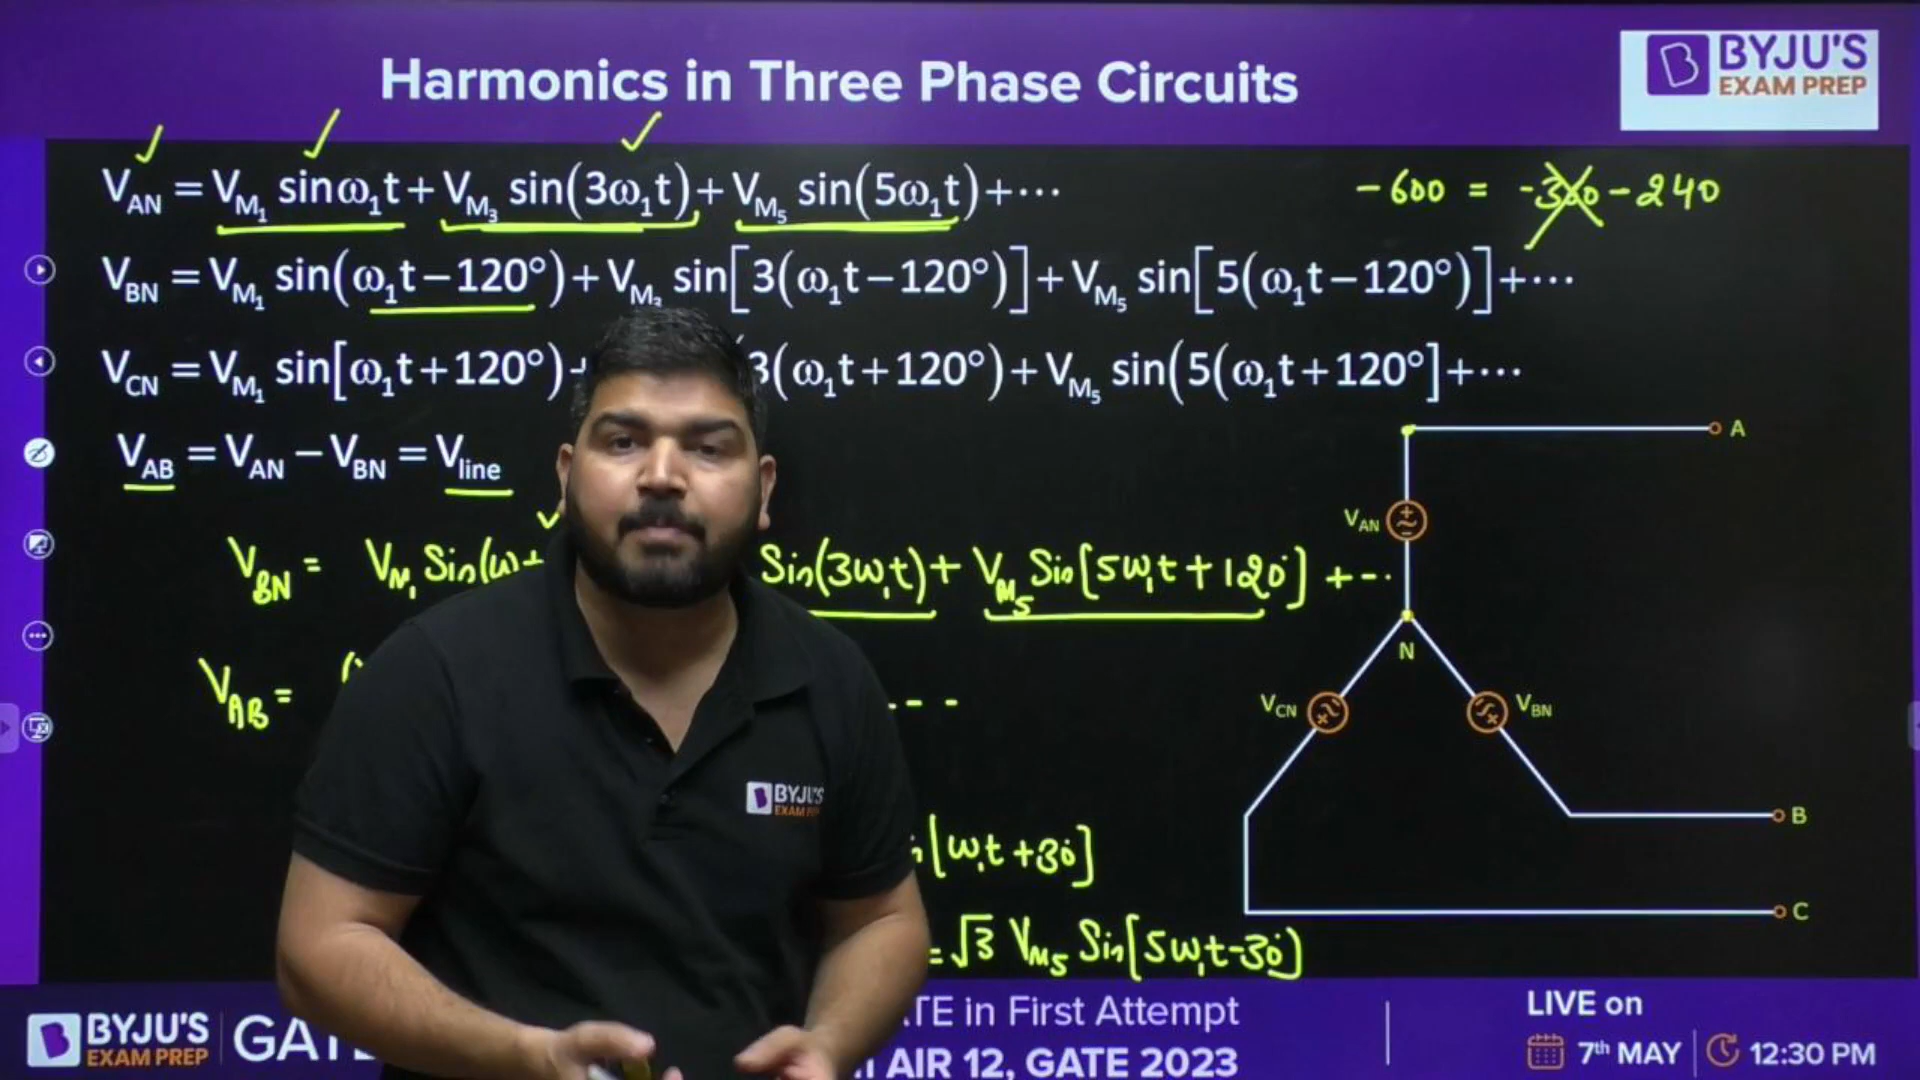 Harmonics in Three Phase Circuits
BYJU'S
EXAM PREP
V_AN = V_M1 sinω₁t + V_M3 sin(3ω₁t) + V_M5 sin(5ω₁t) + ⋯
-600 = -360 - 240
V_BN = V_M1 sin(ω₁t − 120°) + V_M3 sin[3(ω₁t − 120°)] + V_M5 sin[5(ω₁t − 120°)] + ⋯
V_CN = V_M1 sin[ω₁t + 120°) + 3(ω₁t + 120°) + V_M5 sin(5(ω₁t + 120°] + ⋯
V_AB = V_AN − V_BN = V_line
V_BN = V_M1 Sin(ω Sin(3ω₁t) + V_M5 Sin[5ω₁t + 120°] + --
V_AB = ( - - -
[ω₁t + 30°]
= √3 V_M5 Sin[5ω₁t - 30°]
A
V_AN
N
V_CN
V_BN
B
C
BYJU'S
EXAM
BYJU'S
EXAM PREP
in First Attempt
AIR 12, GATE 2023
LIVE on
7th MAY
12:30 PM